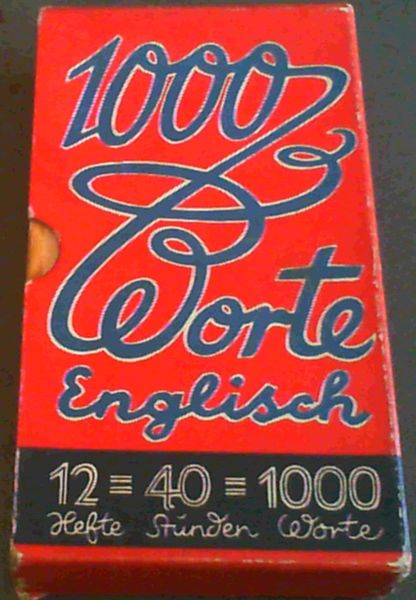 1000
Worte
Englisch
12 = 40 = 1000
Hefte Stunden Worte